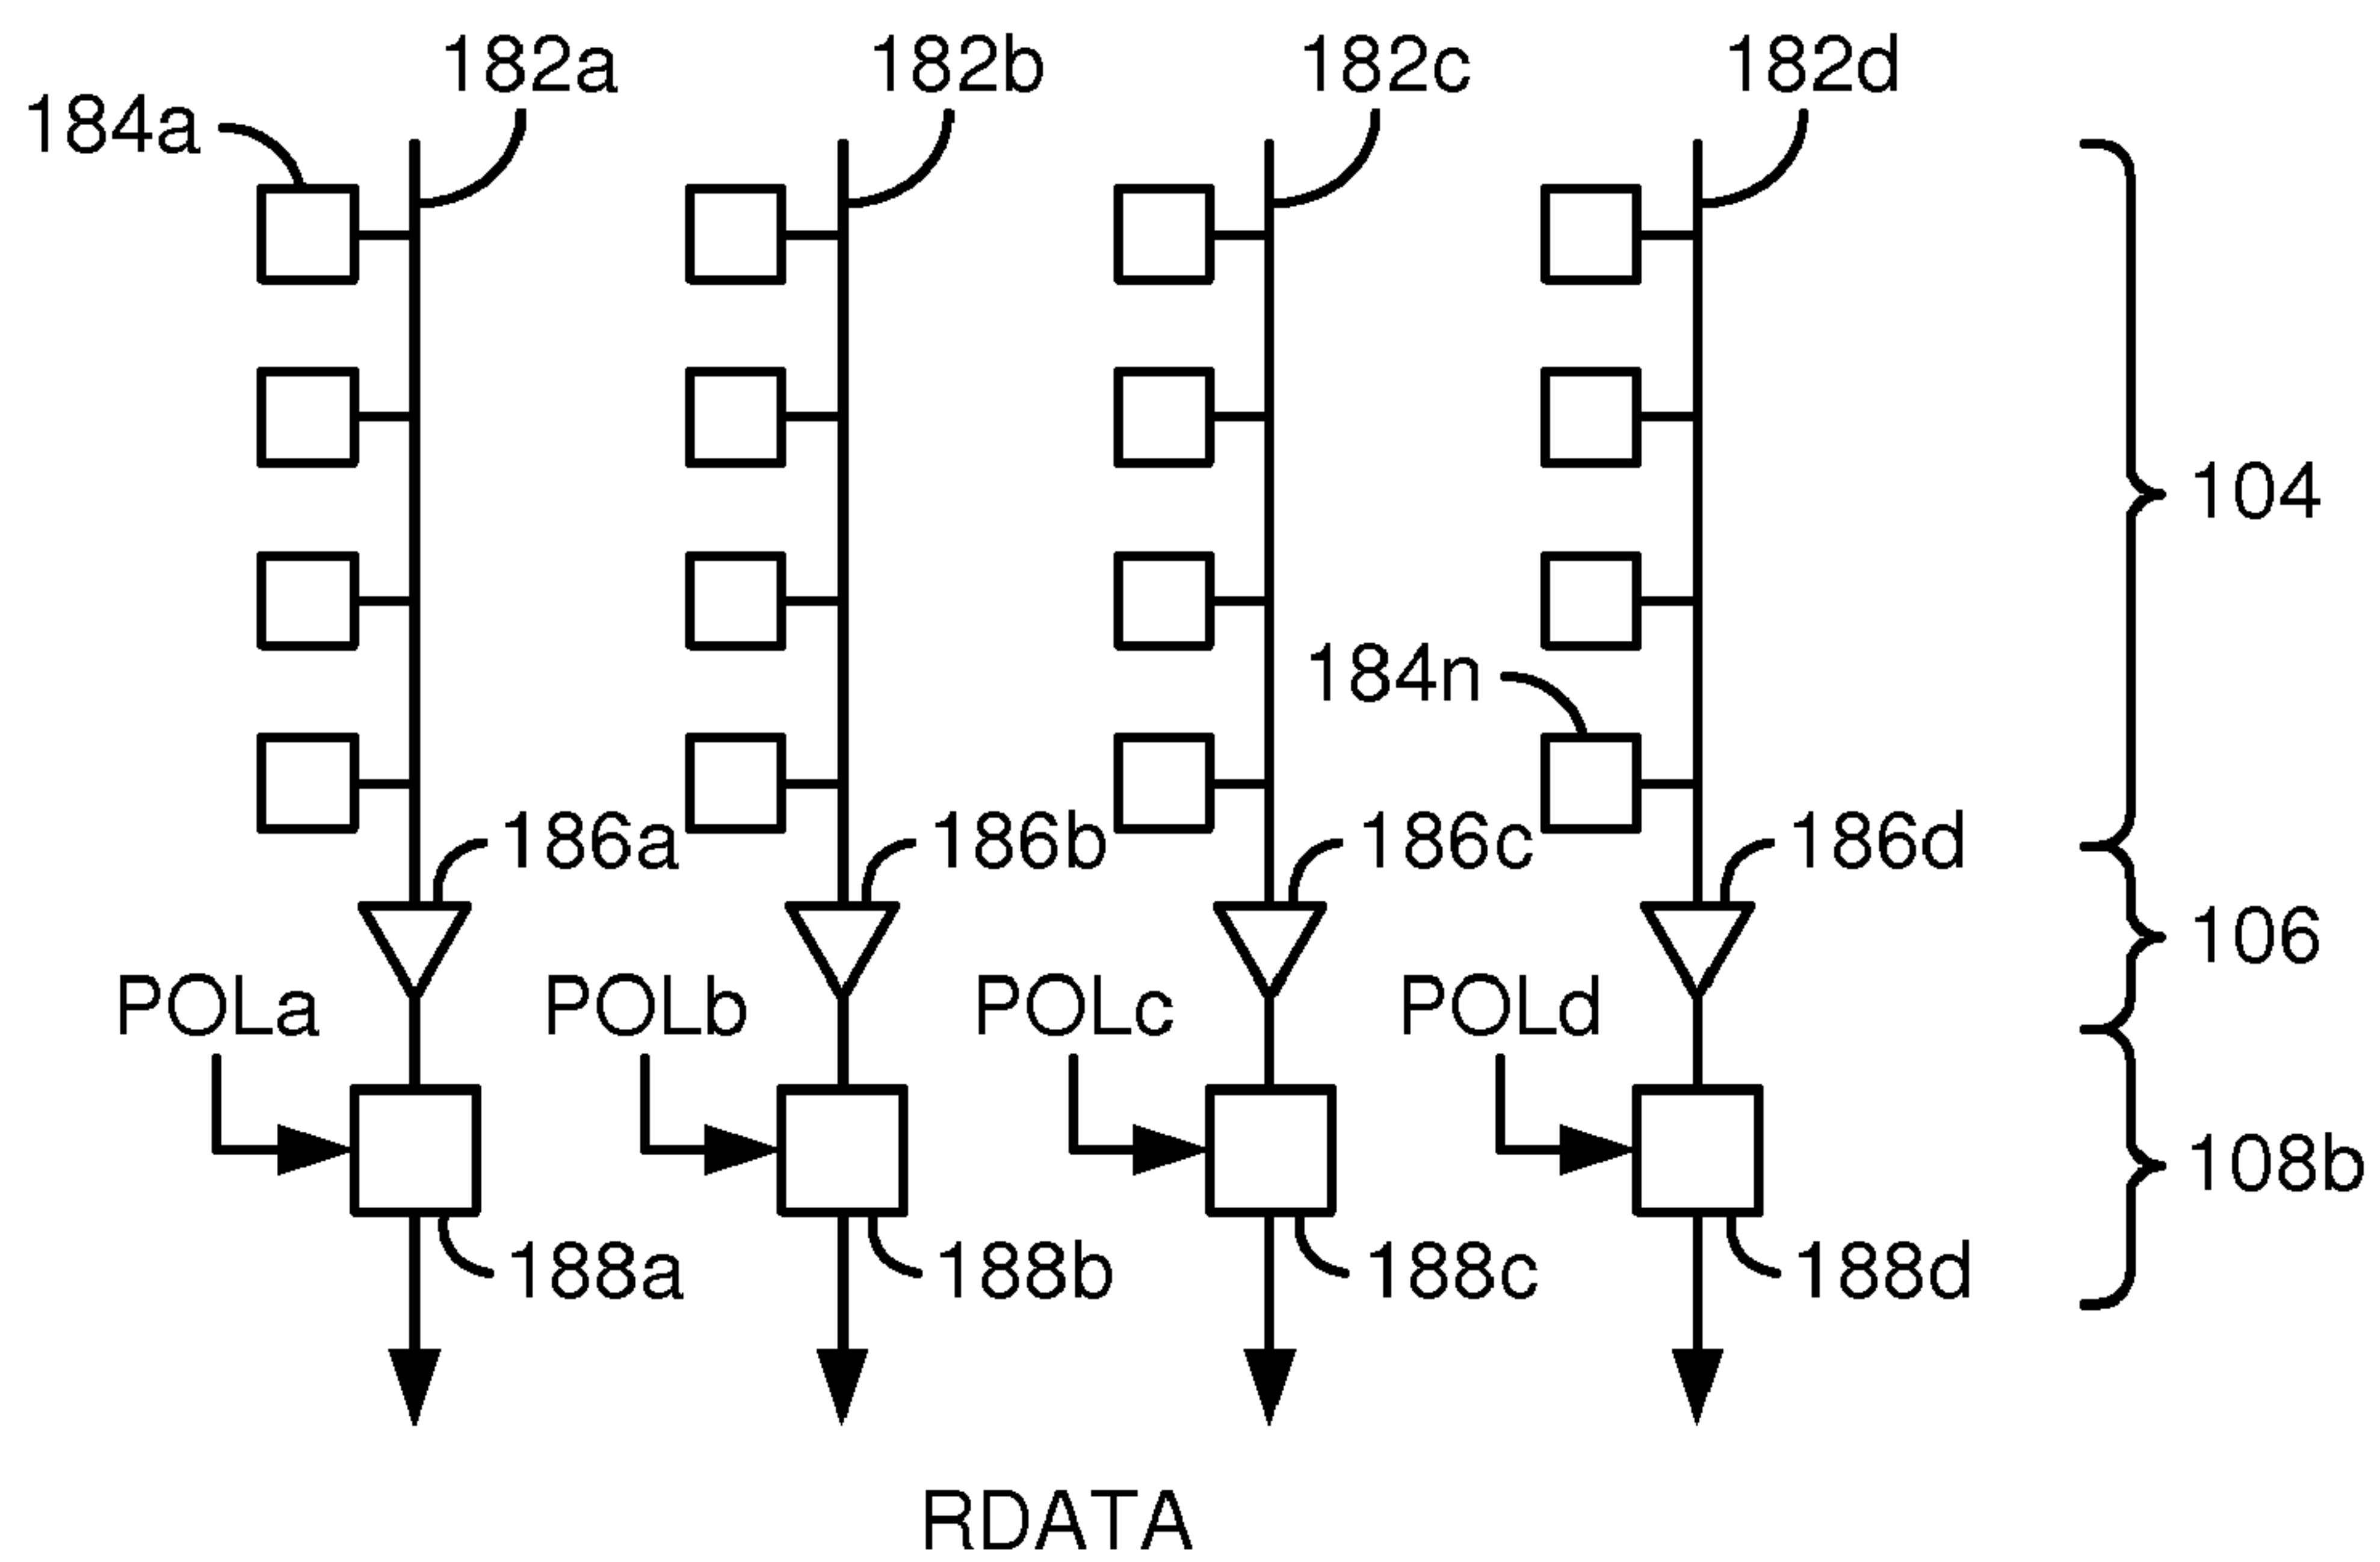 182a 182b 182c 182d
184a
104
184n
186a 186b 186c 186d
106
POLa POLb POLc POLd
108b
188a 188b 188c 188d
RDATA